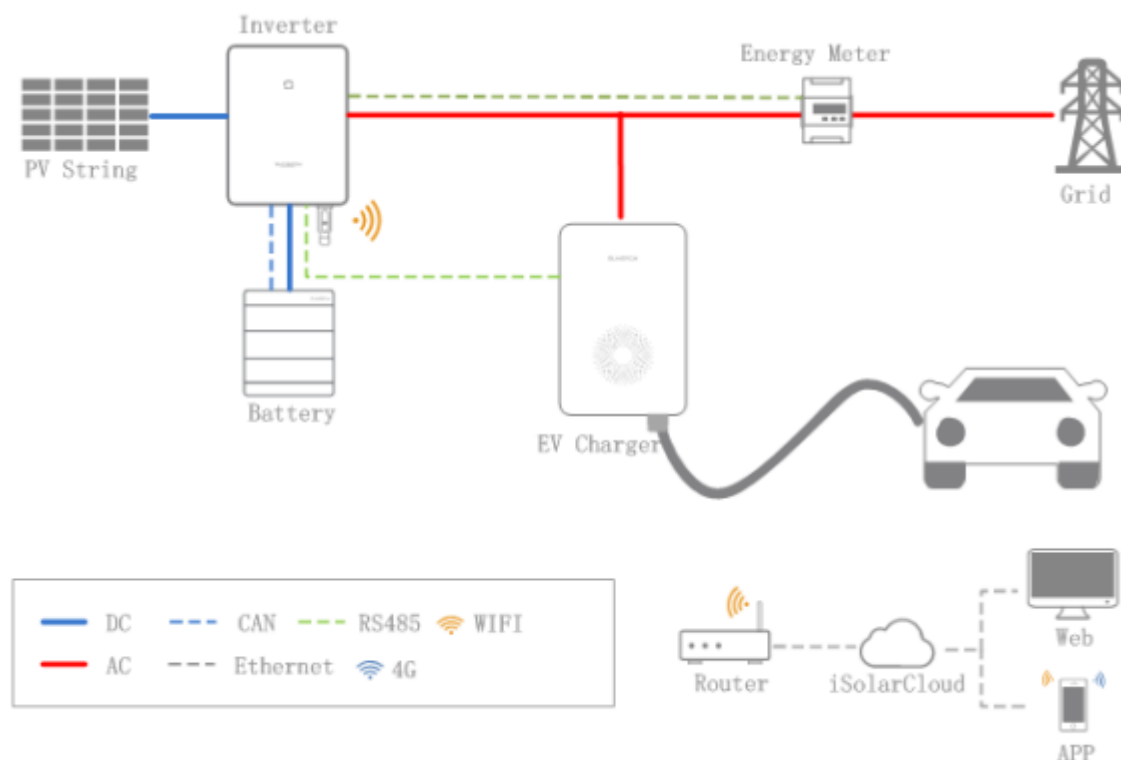 Inverter
Energy Meter
PV String
Grid
Battery
EV Charger
DC
CAN
RS485
WIFI
AC
Ethernet
4G
Router
iSolarCloud
Web
APP